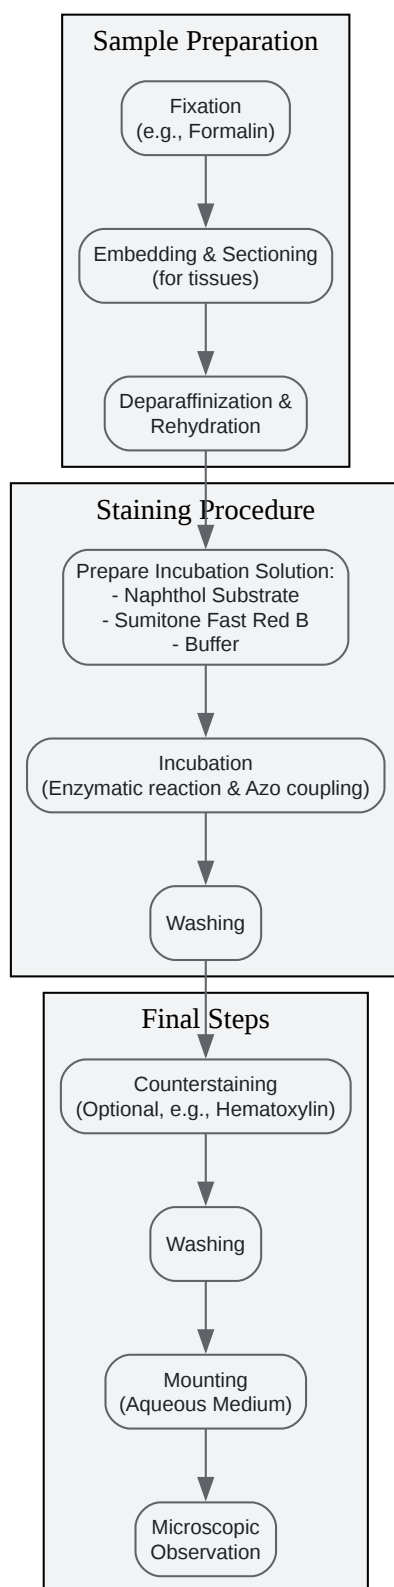 Sample Preparation
Fixation
(e.g., Formalin)
Embedding & Sectioning
(for tissues)
Deparaffinization &
Rehydration
Staining Procedure
Prepare Incubation Solution:
- Naphthol Substrate
- Sumitone Fast Red B
- Buffer
Incubation
(Enzymatic reaction & Azo coupling)
Washing
Final Steps
Counterstaining
(Optional, e.g., Hematoxylin)
Washing
Mounting
(Aqueous Medium)
Microscopic
Observation